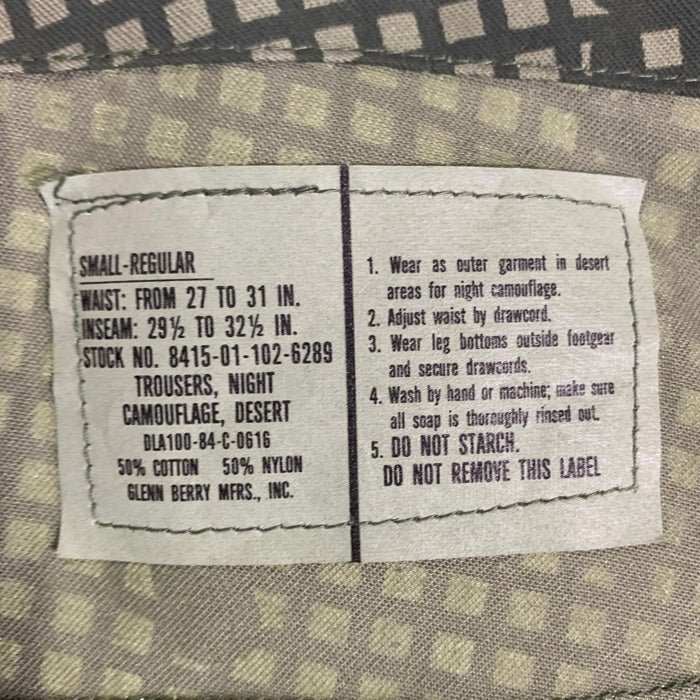 SMALL-REGULAR
WAIST: FROM 27 TO 31 IN.
INSEAM: 29½ TO 32½ IN.
STOCK NO. 8415-01-102-6289
TROUSERS, NIGHT
CAMOUFLAGE, DESERT
DLA100-84-C-0616
50% COTTON 50% NYLON
GLENN BERRY MFRS., INC.
1. Wear as outer garment in desert
areas for night camouflage.
2. Adjust waist by drawcord.
3. Wear leg bottoms outside footgear
and secure drawcords.
4. Wash by hand or machine; make sure
all soap is thoroughly rinsed out.
5. DO NOT STARCH.
DO NOT REMOVE THIS LABEL